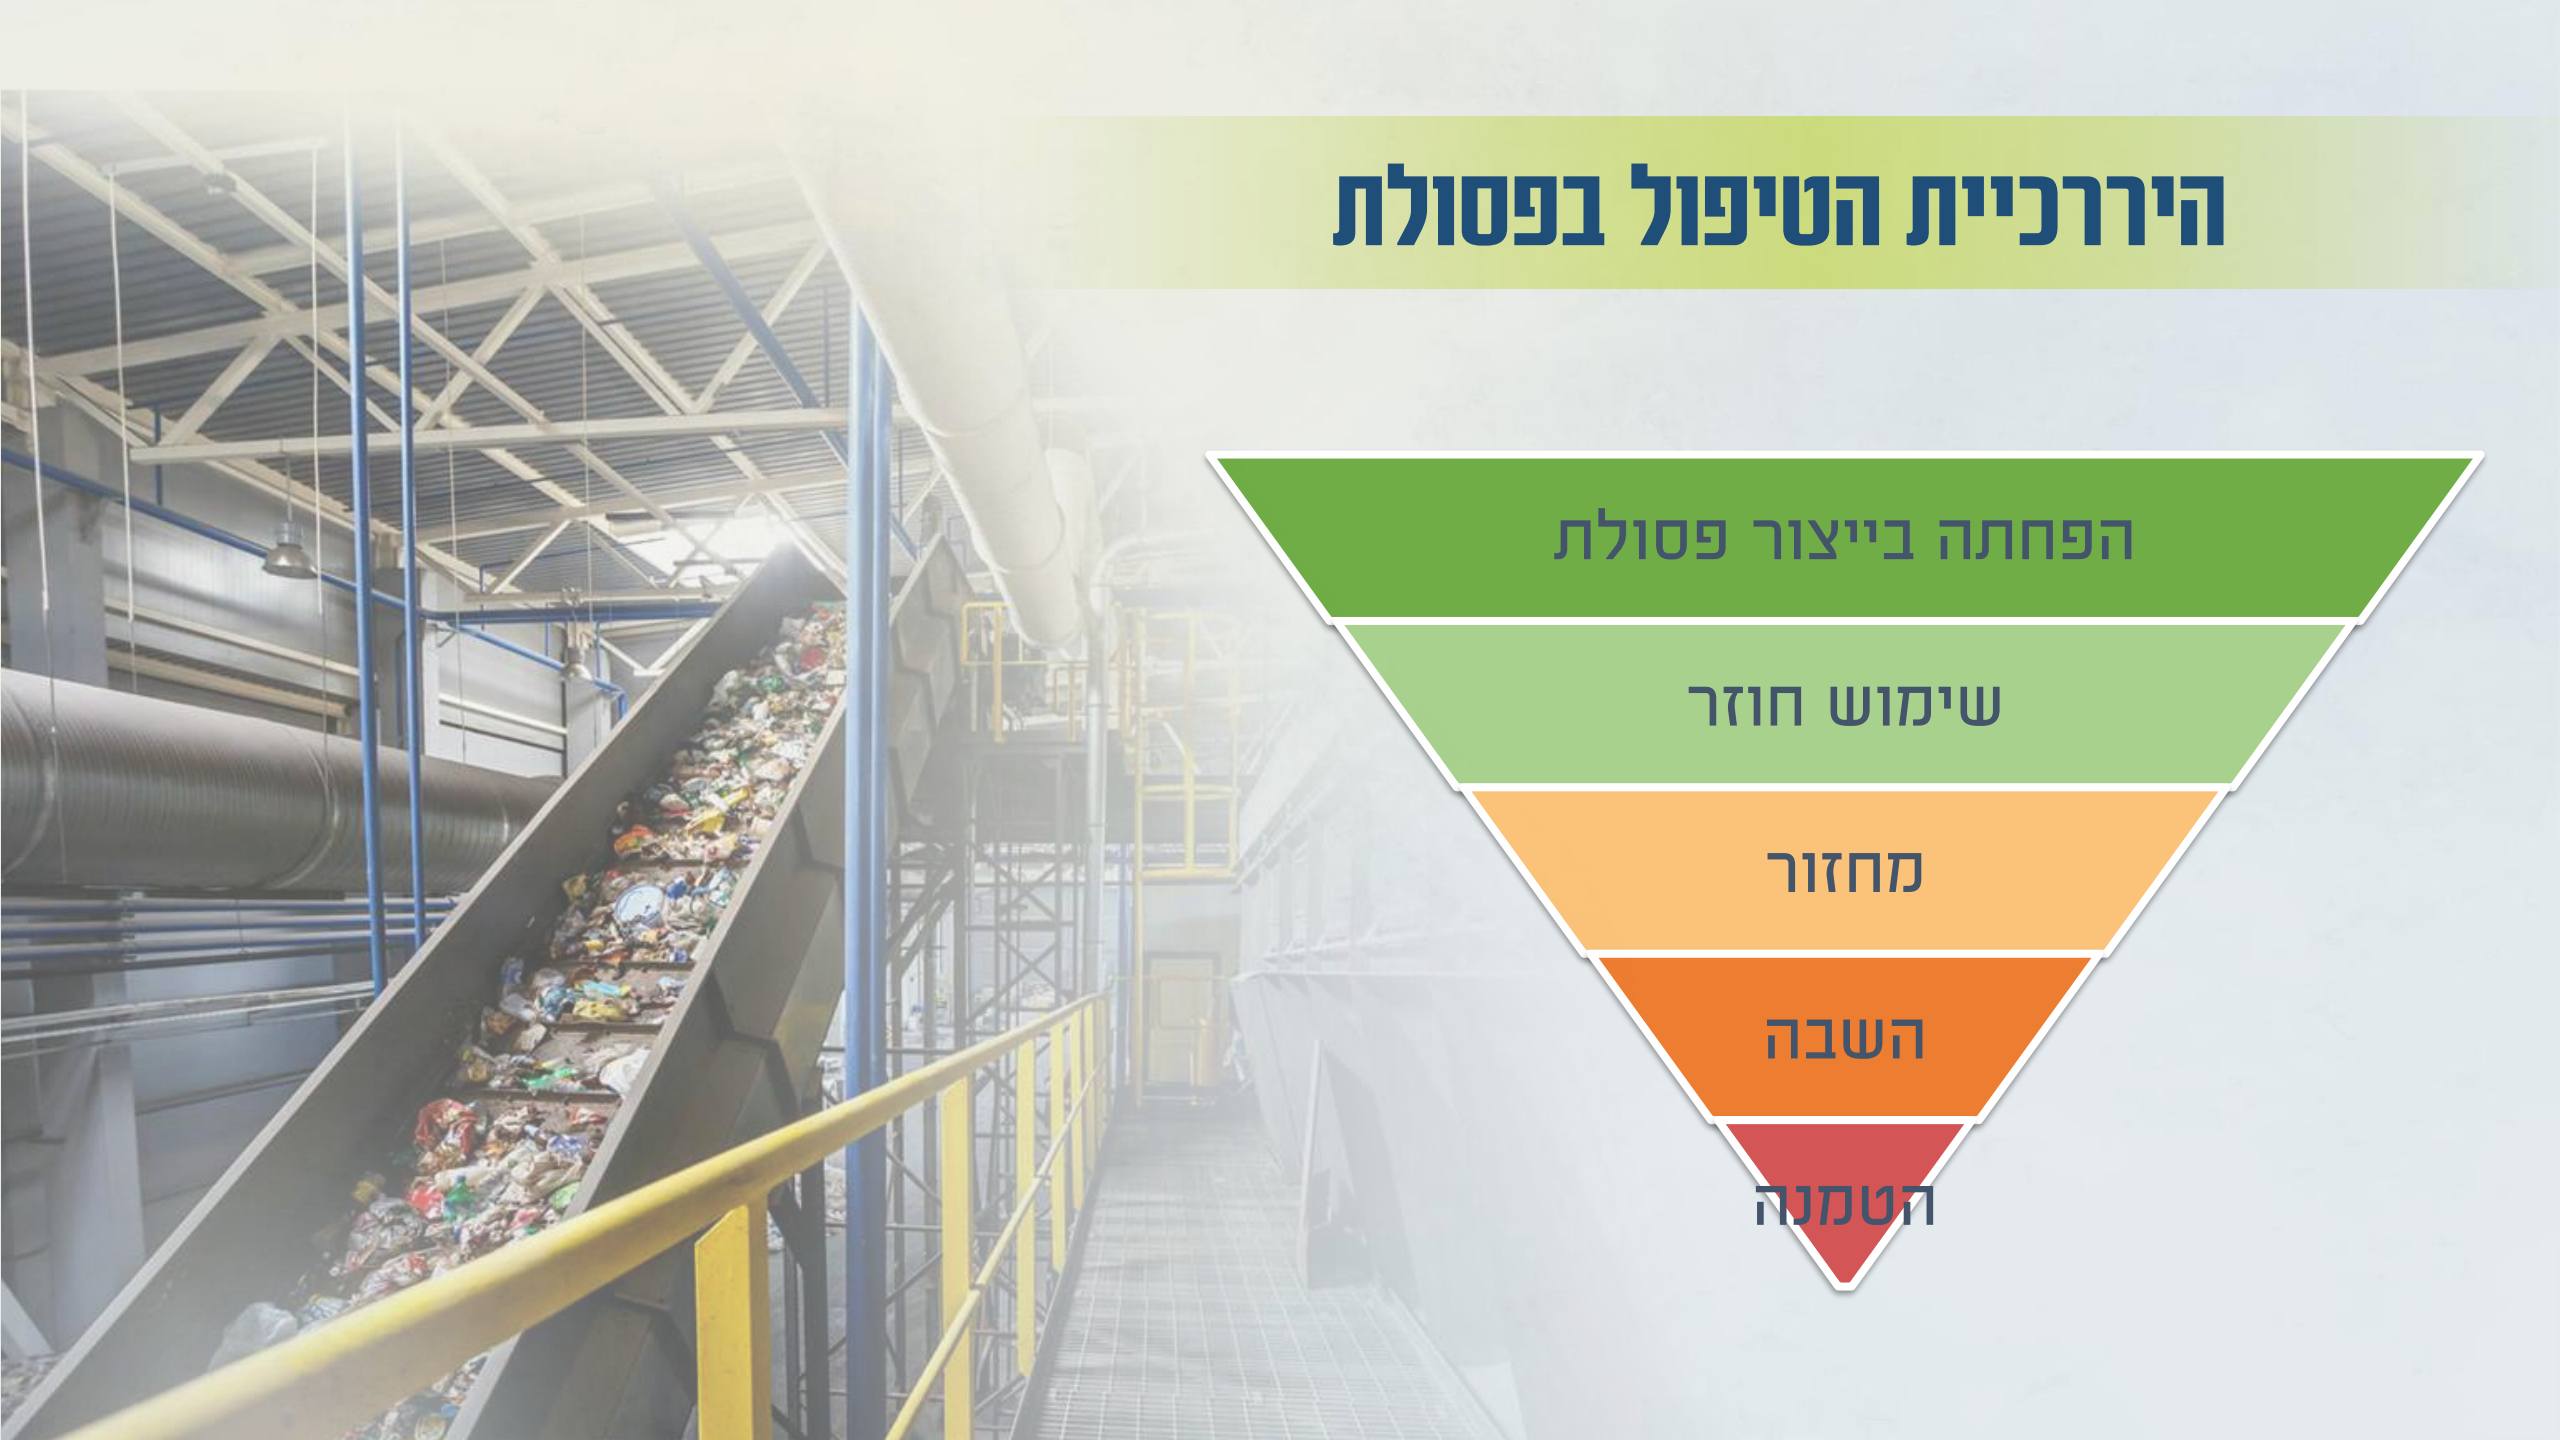 היררכיית הטיפול בפסולת
הפחתה בייצור פסולת
שימוש חוזר
מחזור
השבה
הטמנה